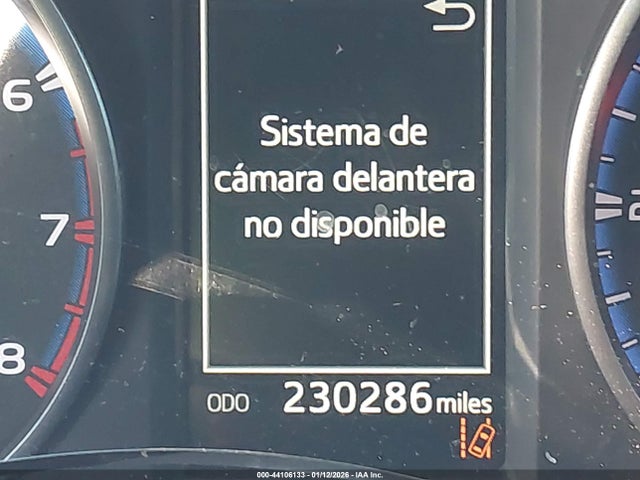 6
Sistema de
cámara delantera
no disponible
7
8
ODO 230286 miles
000-44106133 - 01/12/2026 - IAA Inc.